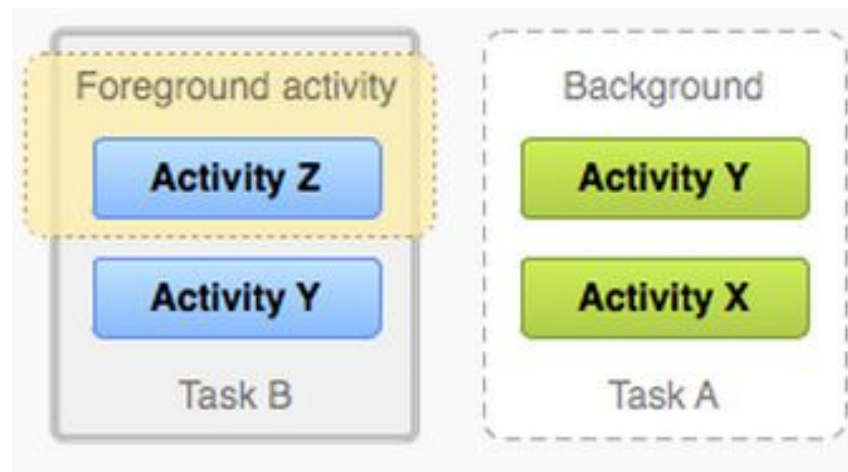 Foreground activity
Activity Z
Activity Y
Task B
Background
Activity Y
Activity X
Task A